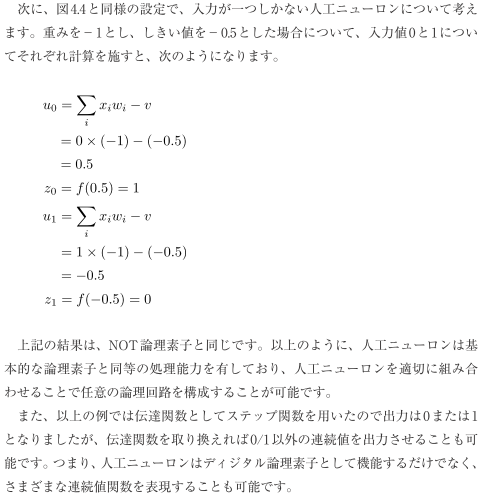 次に、図4.4と同様の設定で、入力が一つしかない人工ニューロンについて考え
ます。重みを－1とし、しきい値を－0.5とした場合について、入力値0と1につい
てそれぞれ計算を施すと、次のようになります。
u₀ = ∑ᵢ xᵢwᵢ − v
= 0 × (−1) − (−0.5)
= 0.5
z₀ = f(0.5) = 1
u₁ = ∑ᵢ xᵢwᵢ − v
= 1 × (−1) − (−0.5)
= −0.5
z₁ = f(−0.5) = 0
上記の結果は、NOT論理素子と同じです。以上のように、人工ニューロンは基
本的な論理素子と同等の処理能力を有しており、人工ニューロンを適切に組み合
わせることで任意の論理回路を構成することが可能です。
また、以上の例では伝達関数としてステップ関数を用いたので出力は0または1
となりましたが、伝達関数を取り換えれば0/1以外の連続値を出力させることも可
能です。つまり、人工ニューロンはディジタル論理素子として機能するだけでなく、
さまざまな連続値関数を表現することも可能です。